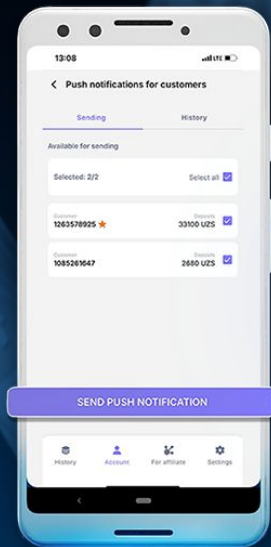 13:08
LTE
Push notifications for customers
Sending History
Available for sending
Selected: 2/2 Select all
Customer Deposits
1263578925 33100 UZS
Customer Deposits
1085261647 2680 UZS
SEND PUSH NOTIFICATION
History Account For affiliate Settings